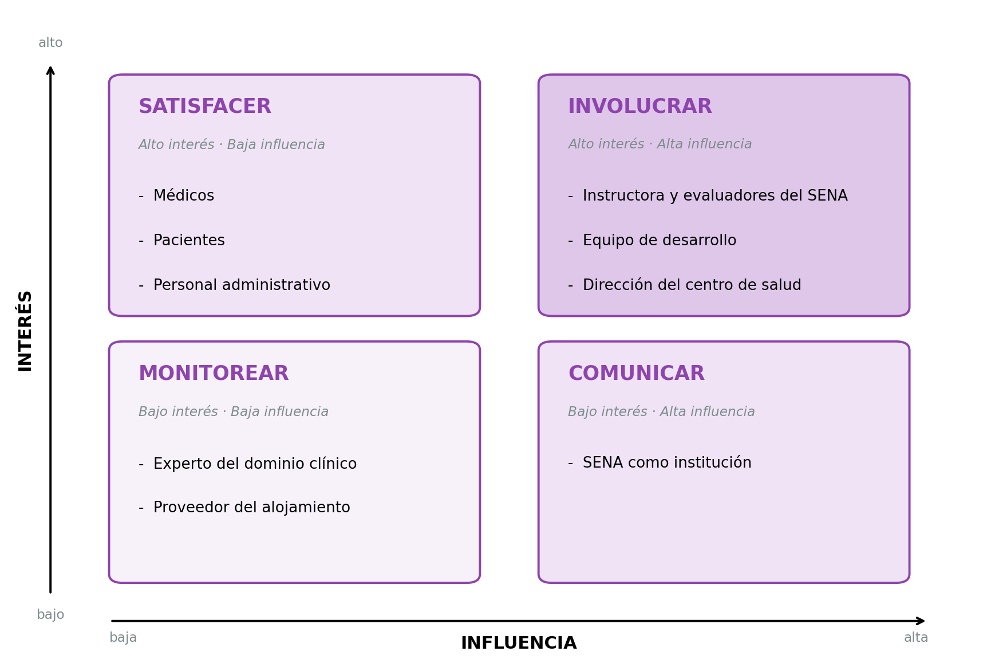 alto
SATISFACER
Alto interés · Baja influencia
- Médicos
- Pacientes
- Personal administrativo
INVOLUCRAR
Alto interés · Alta influencia
- Instructora y evaluadores del SENA
- Equipo de desarrollo
- Dirección del centro de salud
INTERÉS
MONITOREAR
Bajo interés · Baja influencia
- Experto del dominio clínico
- Proveedor del alojamiento
COMUNICAR
Bajo interés · Alta influencia
- SENA como institución
bajo
baja
INFLUENCIA
alta